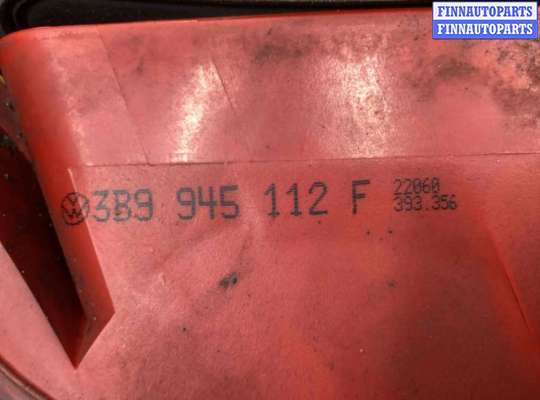 FINNAUTOPARTS
FINNAUTOPARTS
3B9 945 112 F
22060
393.356